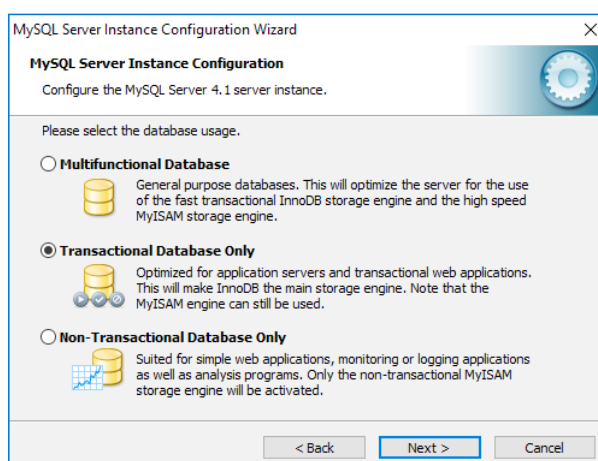 MySQL Server Instance Configuration Wizard
MySQL Server Instance Configuration
Configure the MySQL Server 4.1 server instance.
Please select the database usage.
Multifunctional Database
General purpose databases. This will optimize the server for the use
of the fast transactional InnoDB storage engine and the high speed
MyISAM storage engine.
Transactional Database Only
Optimized for application servers and transactional web applications.
This will make InnoDB the main storage engine. Note that the
MyISAM engine can still be used.
Non-Transactional Database Only
Suited for simple web applications, monitoring or logging applications
as well as analysis programs. Only the non-transactional MyISAM
storage engine will be activated.
< Back Next > Cancel